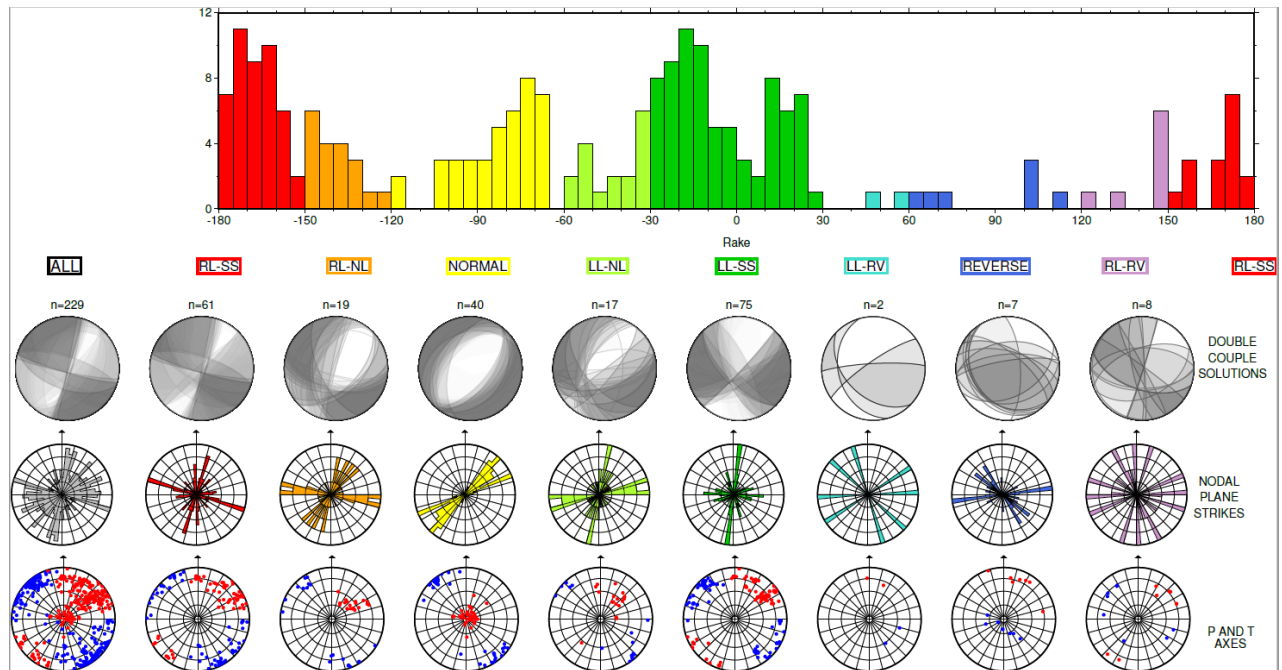 12
8
4
0
-180 -150 -120 -90 -60 -30 0 30 60 90 120 150 180
Rake
ALL RL-SS RL-NL NORMAL LL-NL LL-SS LL-RV REVERSE RL-RV RL-SS
n=229 n=61 n=19 n=40 n=17 n=75 n=2 n=7 n=8
DOUBLE
COUPLE
SOLUTIONS
NODAL
PLANE
STRIKES
P AND T
AXES